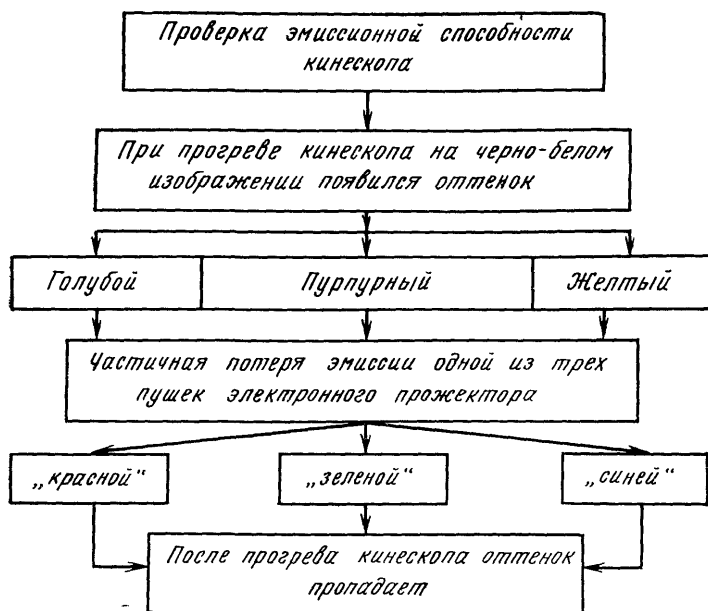 Проверка эмиссионной способности
кинескопа
При прогреве кинескопа на черно-белом
изображении появился оттенок
Голубой
Пурпурный
Желтый
Частичная потеря эмиссии одной из трех
пушек электронного прожектора
„красной“
„зеленой“
„синей“
После прогрева кинескопа оттенок
пропадает